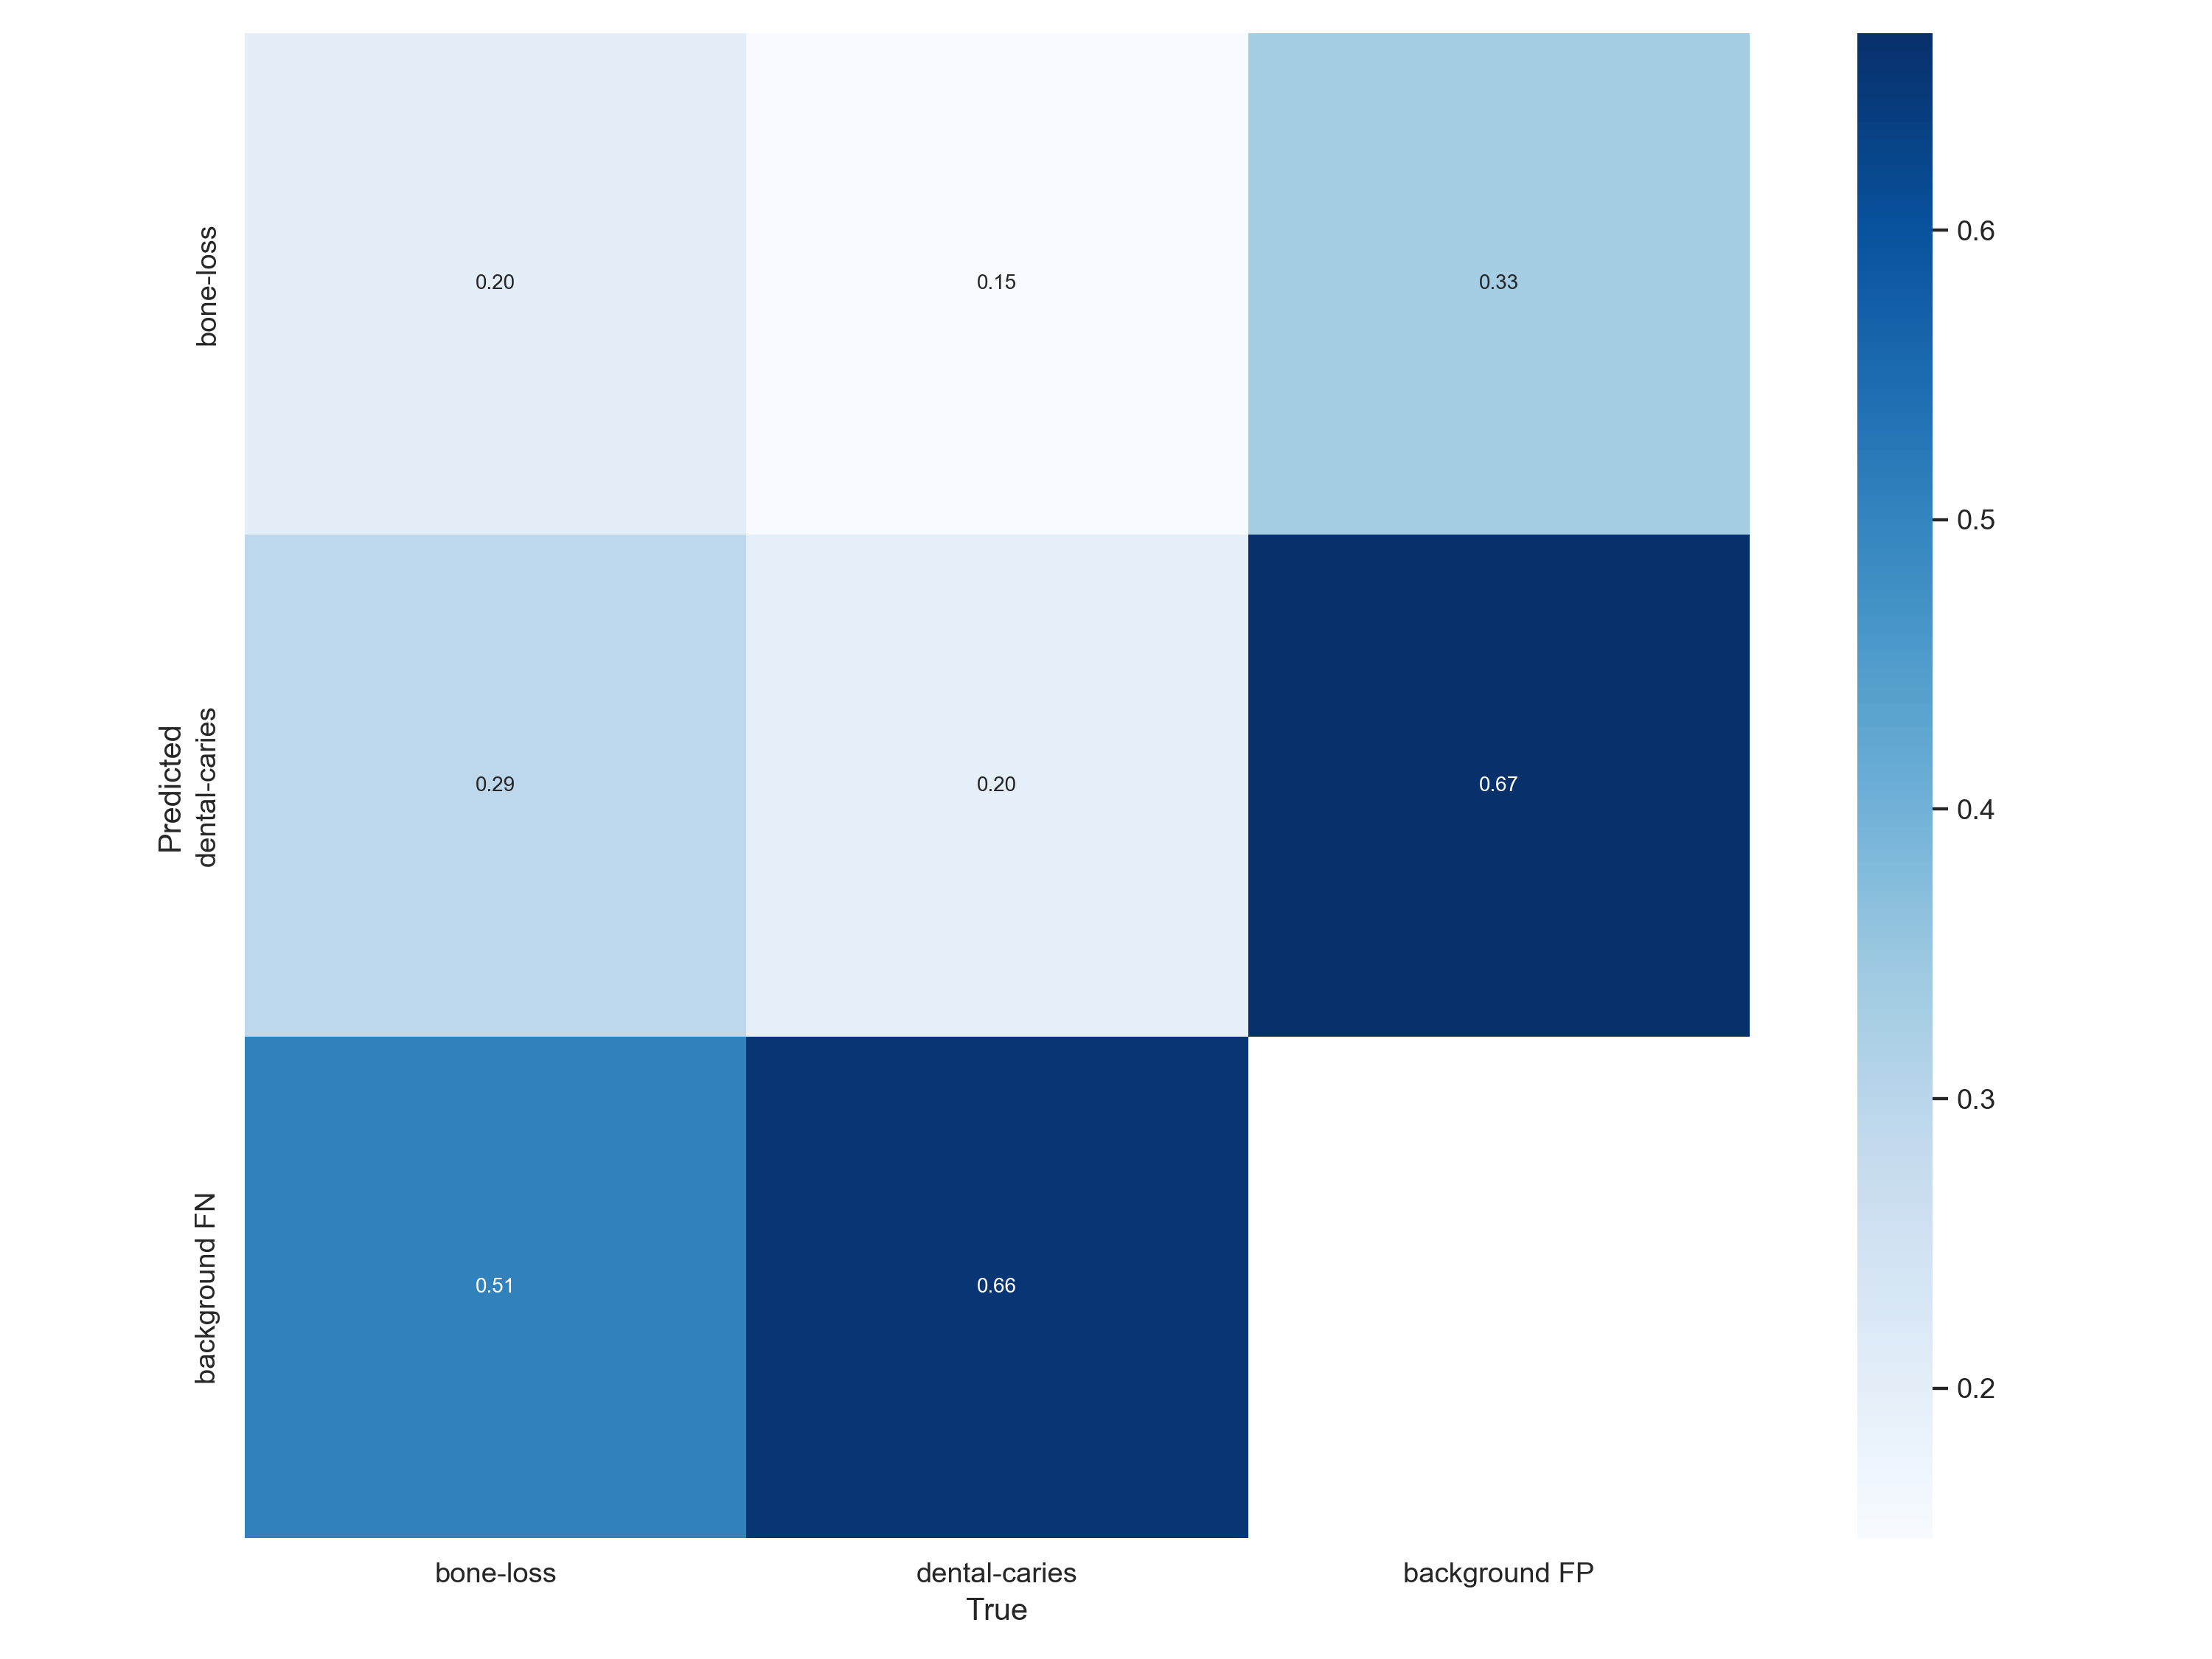 bone-loss
0.20 0.15 0.33
Predicted
dental-caries
0.29 0.20 0.67
background FN
0.51 0.66
bone-loss dental-caries background FP
True
0.6
0.5
0.4
0.3
0.2